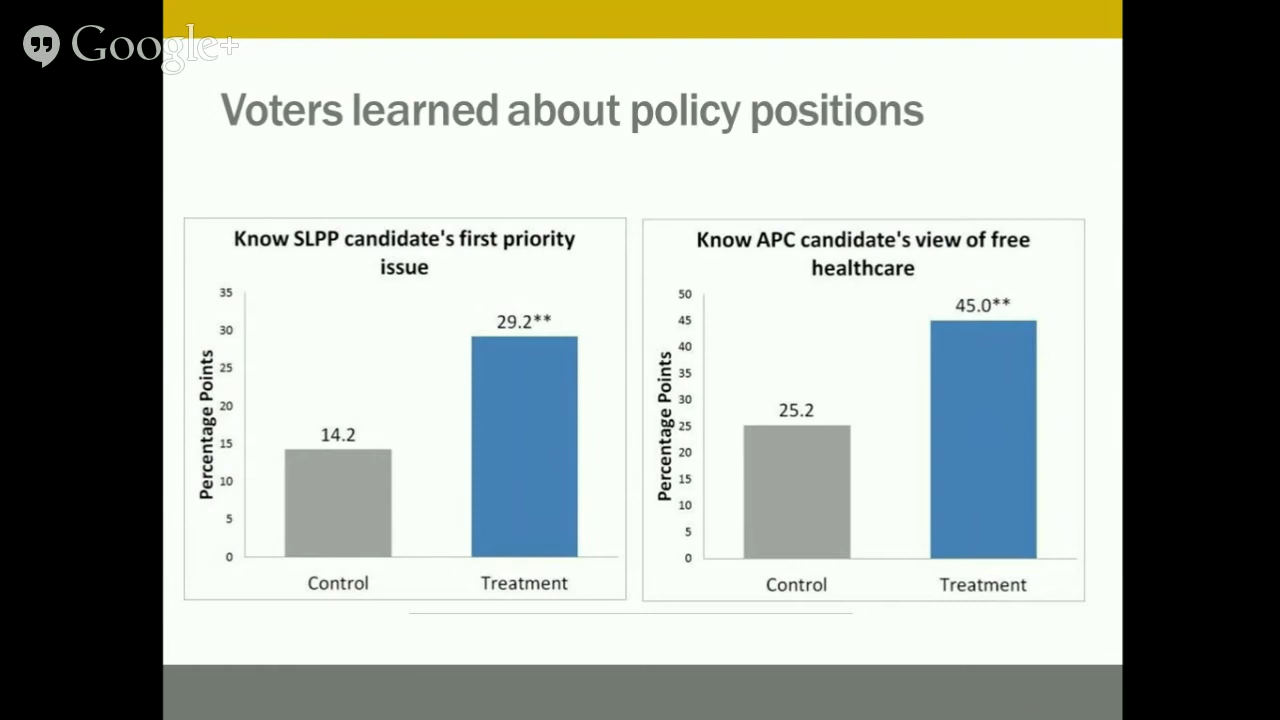 Google+
Voters learned about policy positions
Know SLPP candidate's first priority
issue
Percentage Points
35
30
25
20
15
10
5
0
14.2
29.2**
Control
Treatment
Know APC candidate's view of free
healthcare
Percentage Points
50
45
40
35
30
25
20
15
10
5
0
25.2
45.0**
Control
Treatment